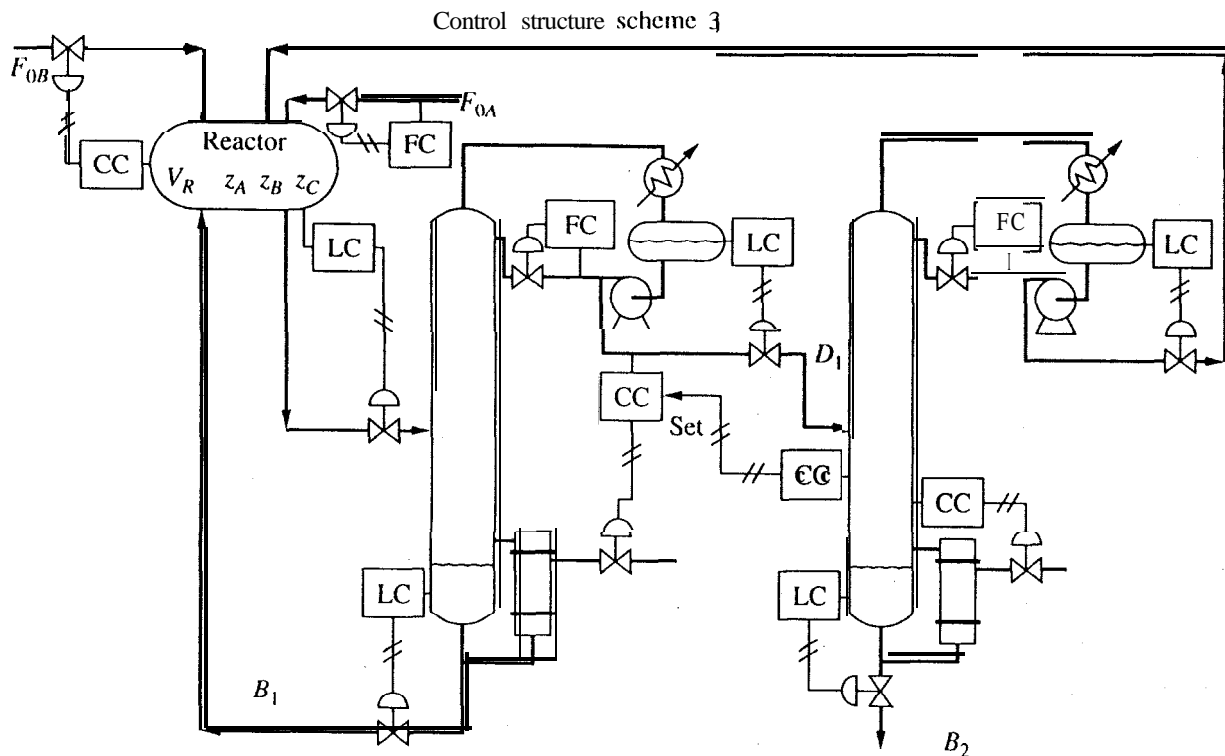 Control structure scheme 3
F0B
F0A
Reactor
FC
CC
VR zA zB zC
FC
FC
LC
LC
LC
D1
CC
Set
CC
CC
LC
LC
B1
B2